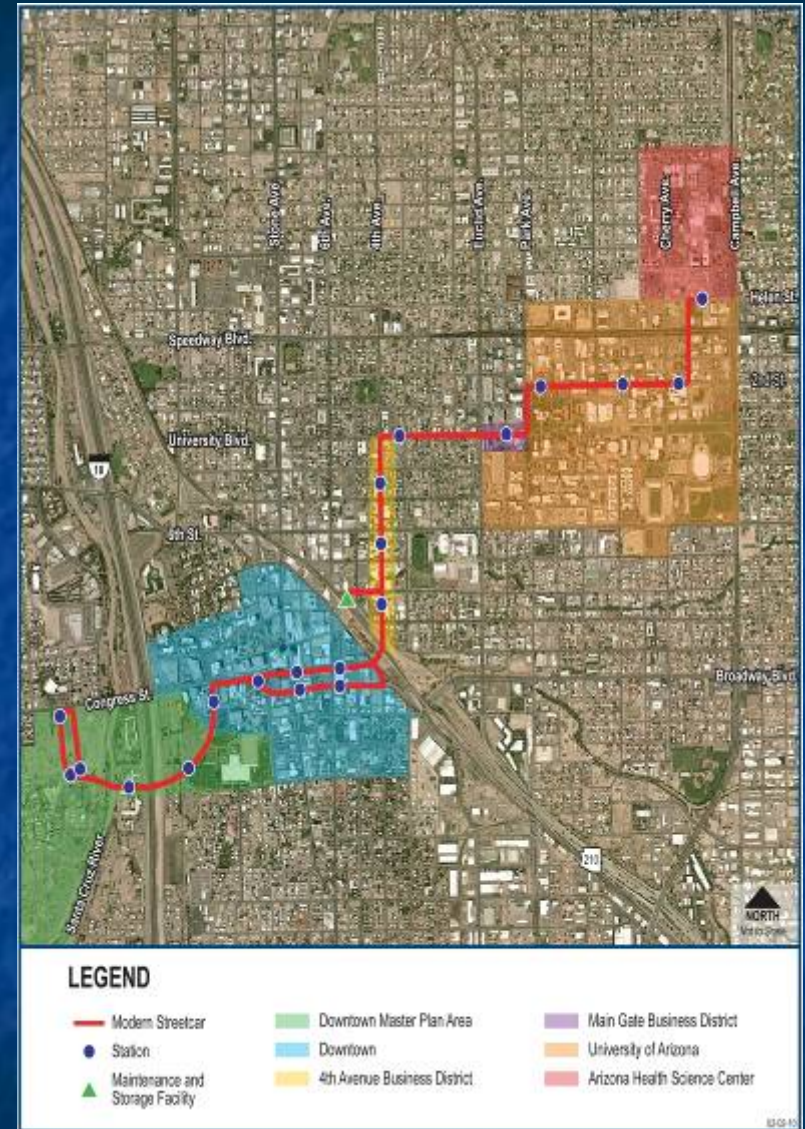 Stone Ave.
6th Ave.
4th Ave.
Euclid Ave.
Park Ave.
Cherry Ave.
Campbell Ave.
Helen St.
Speedway Blvd.
2nd St.
University Blvd.
10
6th St.
Congress St.
Broadway Blvd.
Santa Cruz River
210
NORTH
Not to Scale
LEGEND
Modern Streetcar
Station
Maintenance and
Storage Facility
Downtown Master Plan Area
Downtown
4th Avenue Business District
Main Gate Business District
University of Arizona
Arizona Health Science Center